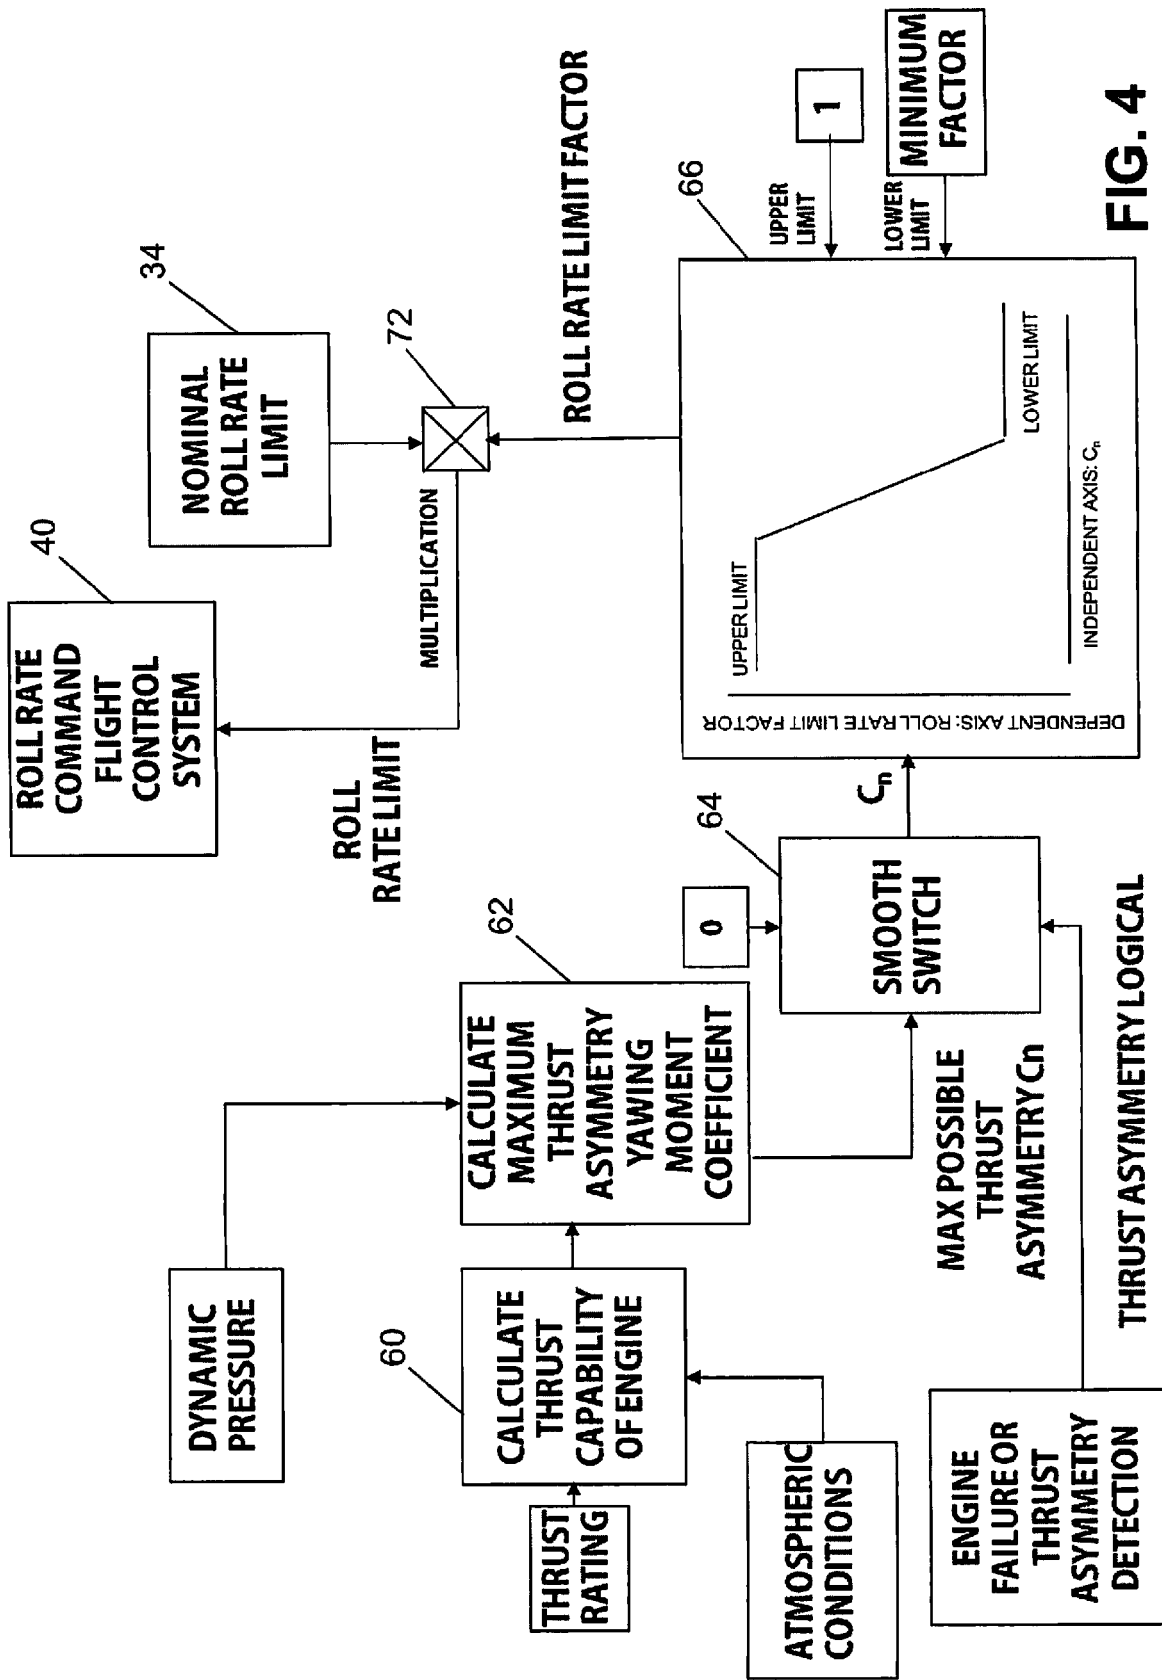 ROLL RATE
COMMAND
FLIGHT
CONTROL
SYSTEM
40
NOMINAL
ROLL RATE
LIMIT
34
ROLL
RATE LIMIT
MULTIPLICATION
72
ROLL RATE LIMIT FACTOR
DYNAMIC
PRESSURE
THRUST
RATING
CALCULATE
THRUST
CAPABILITY
OF ENGINE
60
CALCULATE
MAXIMUM
THRUST
ASYMMETRY
YAWING
MOMENT
COEFFICIENT
62
ATMOSPHERIC
CONDITIONS
0
SMOOTH
SWITCH
64
MAX POSSIBLE
THRUST
ASYMMETRY Cn
ENGINE
FAILURE OR
THRUST
ASYMMETRY
DETECTION
THRUST ASYMMETRY LOGICAL
Cn
66
DEPENDENT AXIS: ROLL RATE LIMIT FACTOR
UPPER LIMIT
LOWER LIMIT
INDEPENDENT AXIS: Cn
UPPER
LIMIT
1
LOWER
LIMIT
MINIMUM
FACTOR
FIG. 4